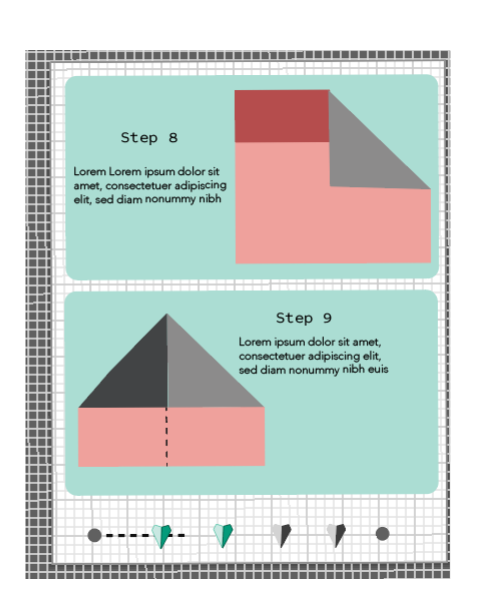 Step 8
Lorem Lorem ipsum dolor sit
amet, consectetuer adipiscing
elit, sed diam nonummy nibh
Step 9
Lorem ipsum dolor sit amet,
consectetuer adipiscing elit,
sed diam nonummy nibh euis